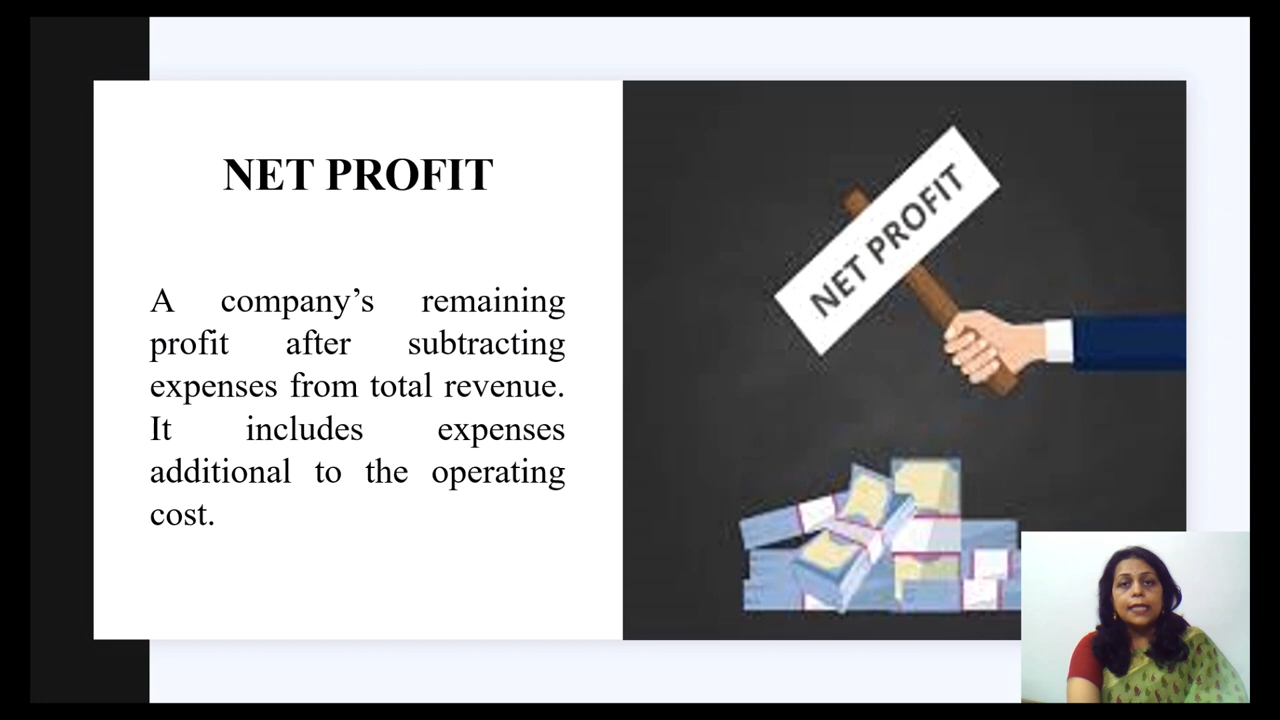 NET PROFIT
A company’s remaining
profit after subtracting
expenses from total revenue.
It includes expenses
additional to the operating
cost.
NET PROFIT